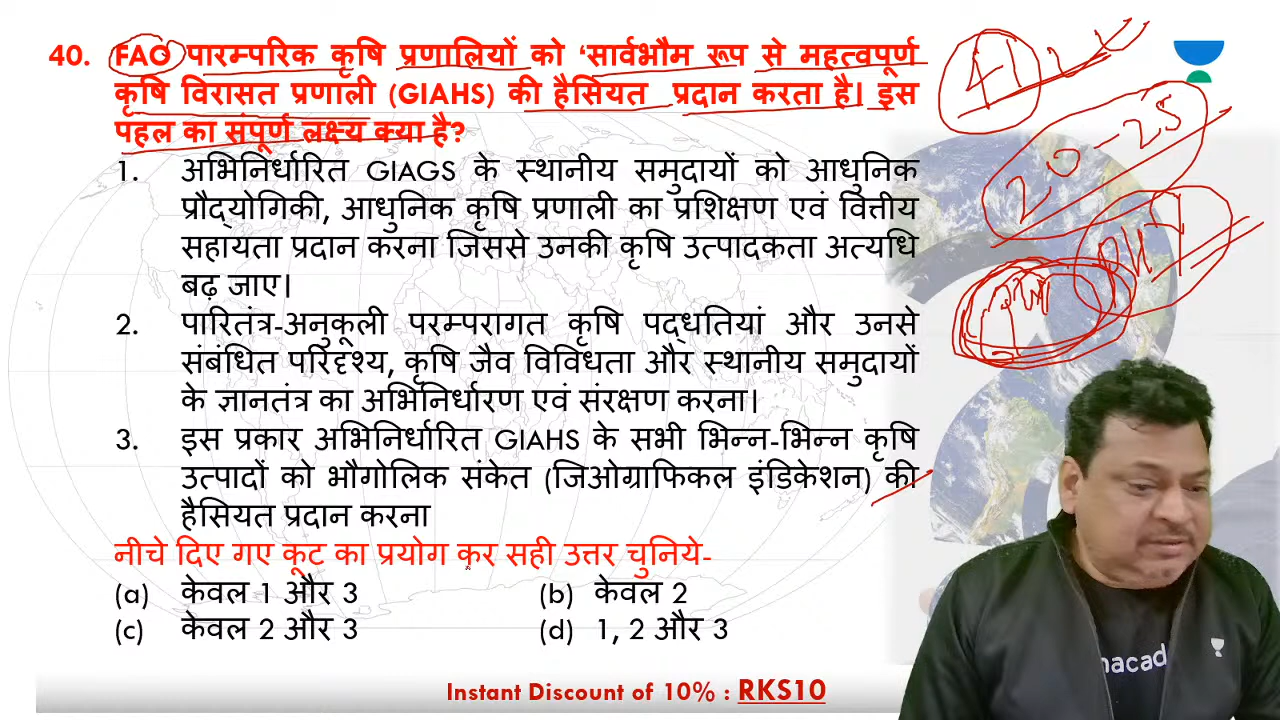 40. FAO पारम्परिक कृषि प्रणालियों को ‘सार्वभौम रूप से महत्वपूर्ण
कृषि विरासत प्रणाली (GIAHS) की हैसियत प्रदान करता है। इस
पहल का संपूर्ण लक्ष्य क्या है?
1. अभिनिर्धारित GIAGS के स्थानीय समुदायों को आधुनिक
प्रौद्योगिकी, आधुनिक कृषि प्रणाली का प्रशिक्षण एवं वित्तीय
सहायता प्रदान करना जिससे उनकी कृषि उत्पादकता अत्यधि
बढ़ जाए।
2. पारितंत्र-अनुकूली परम्परागत कृषि पद्धतियां और उनसे
संबंधित परिदृश्य, कृषि जैव विविधता और स्थानीय समुदायों
के ज्ञानतंत्र का अभिनिर्धारण एवं संरक्षण करना।
3. इस प्रकार अभिनिर्धारित GIAHS के सभी भिन्न-भिन्न कृषि
उत्पादों को भौगोलिक संकेत (जिओग्राफिकल इंडिकेशन) की
हैसियत प्रदान करना
नीचे दिए गए कूट का प्रयोग कर सही उत्तर चुनिये-
(a) केवल 1 और 3 (b) केवल 2
(c) केवल 2 और 3 (d) 1, 2 और 3
Instant Discount of 10% : RKS10
41
20-25
nacad